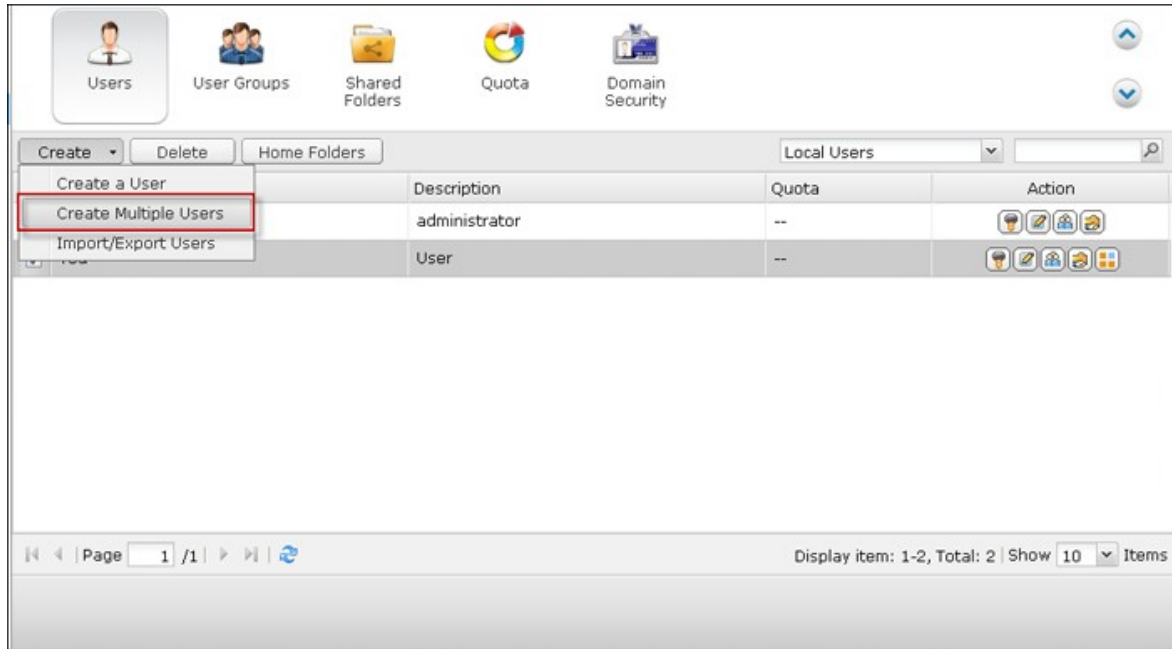 Users
User Groups
Shared
Folders
Quota
Domain
Security
Create
Delete
Home Folders
Local Users
Create a User
Create Multiple Users
Import/Export Users
Description
Quota
Action
administrator
--
User
--
Page 1 /1
Display item: 1-2, Total: 2 | Show 10 Items